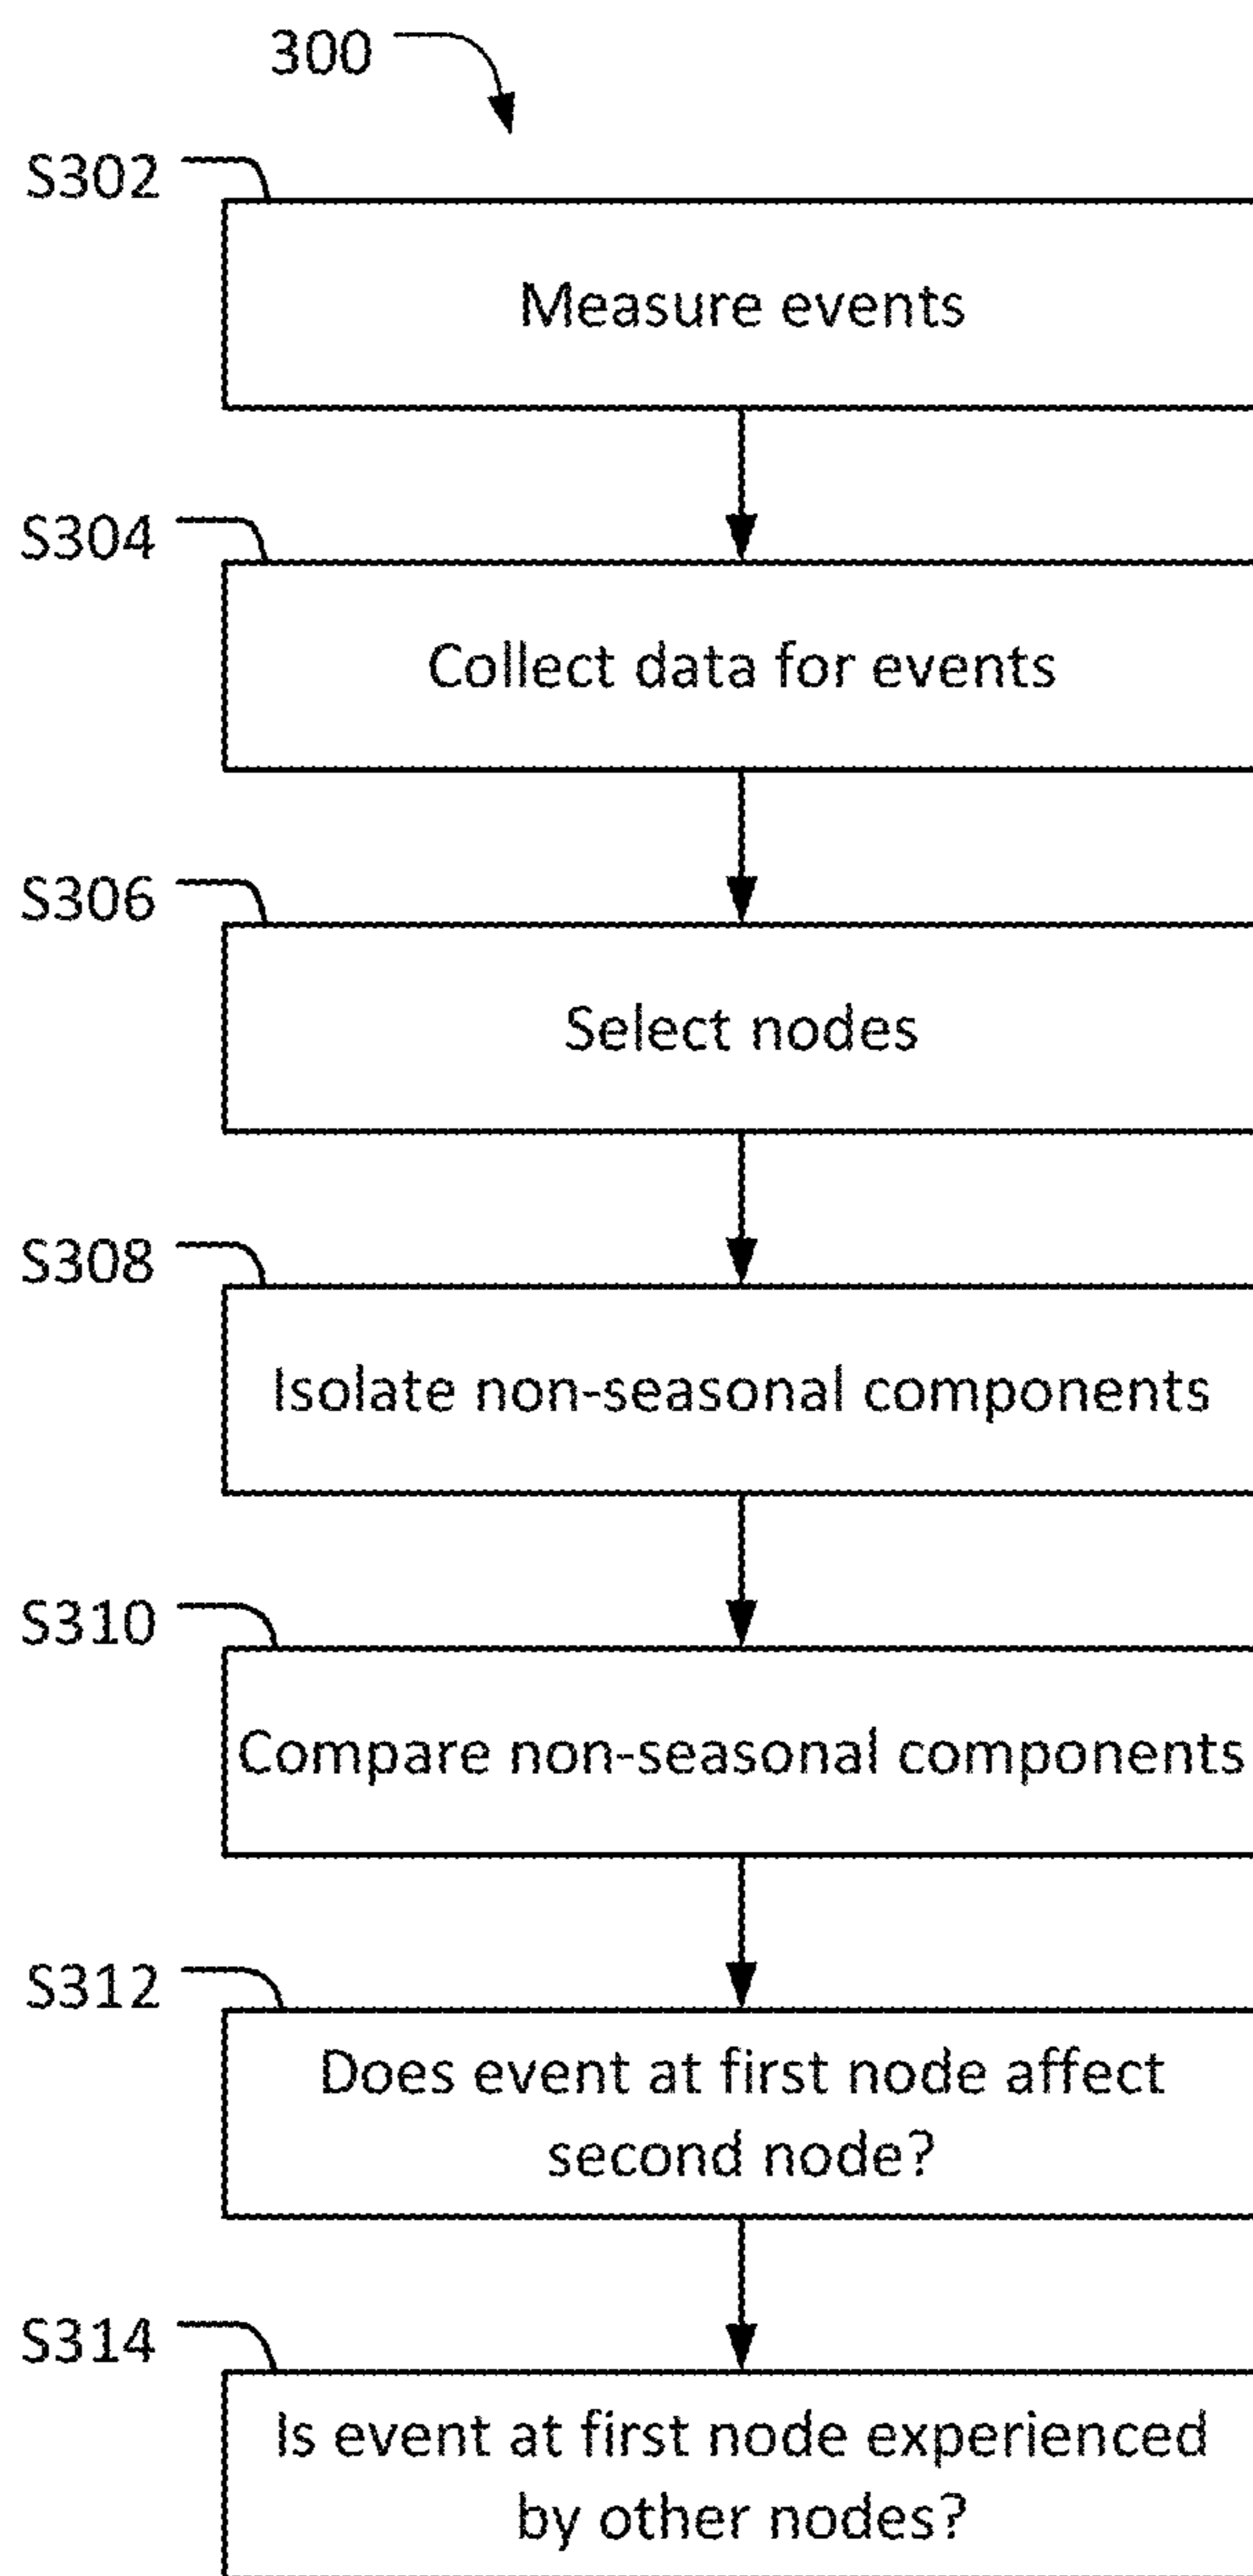 300
S302
Measure events
S304
Collect data for events
S306
Select nodes
S308
Isolate non-seasonal components
S310
Compare non-seasonal components
S312
Does event at first node affect
second node?
S314
Is event at first node experienced
by other nodes?